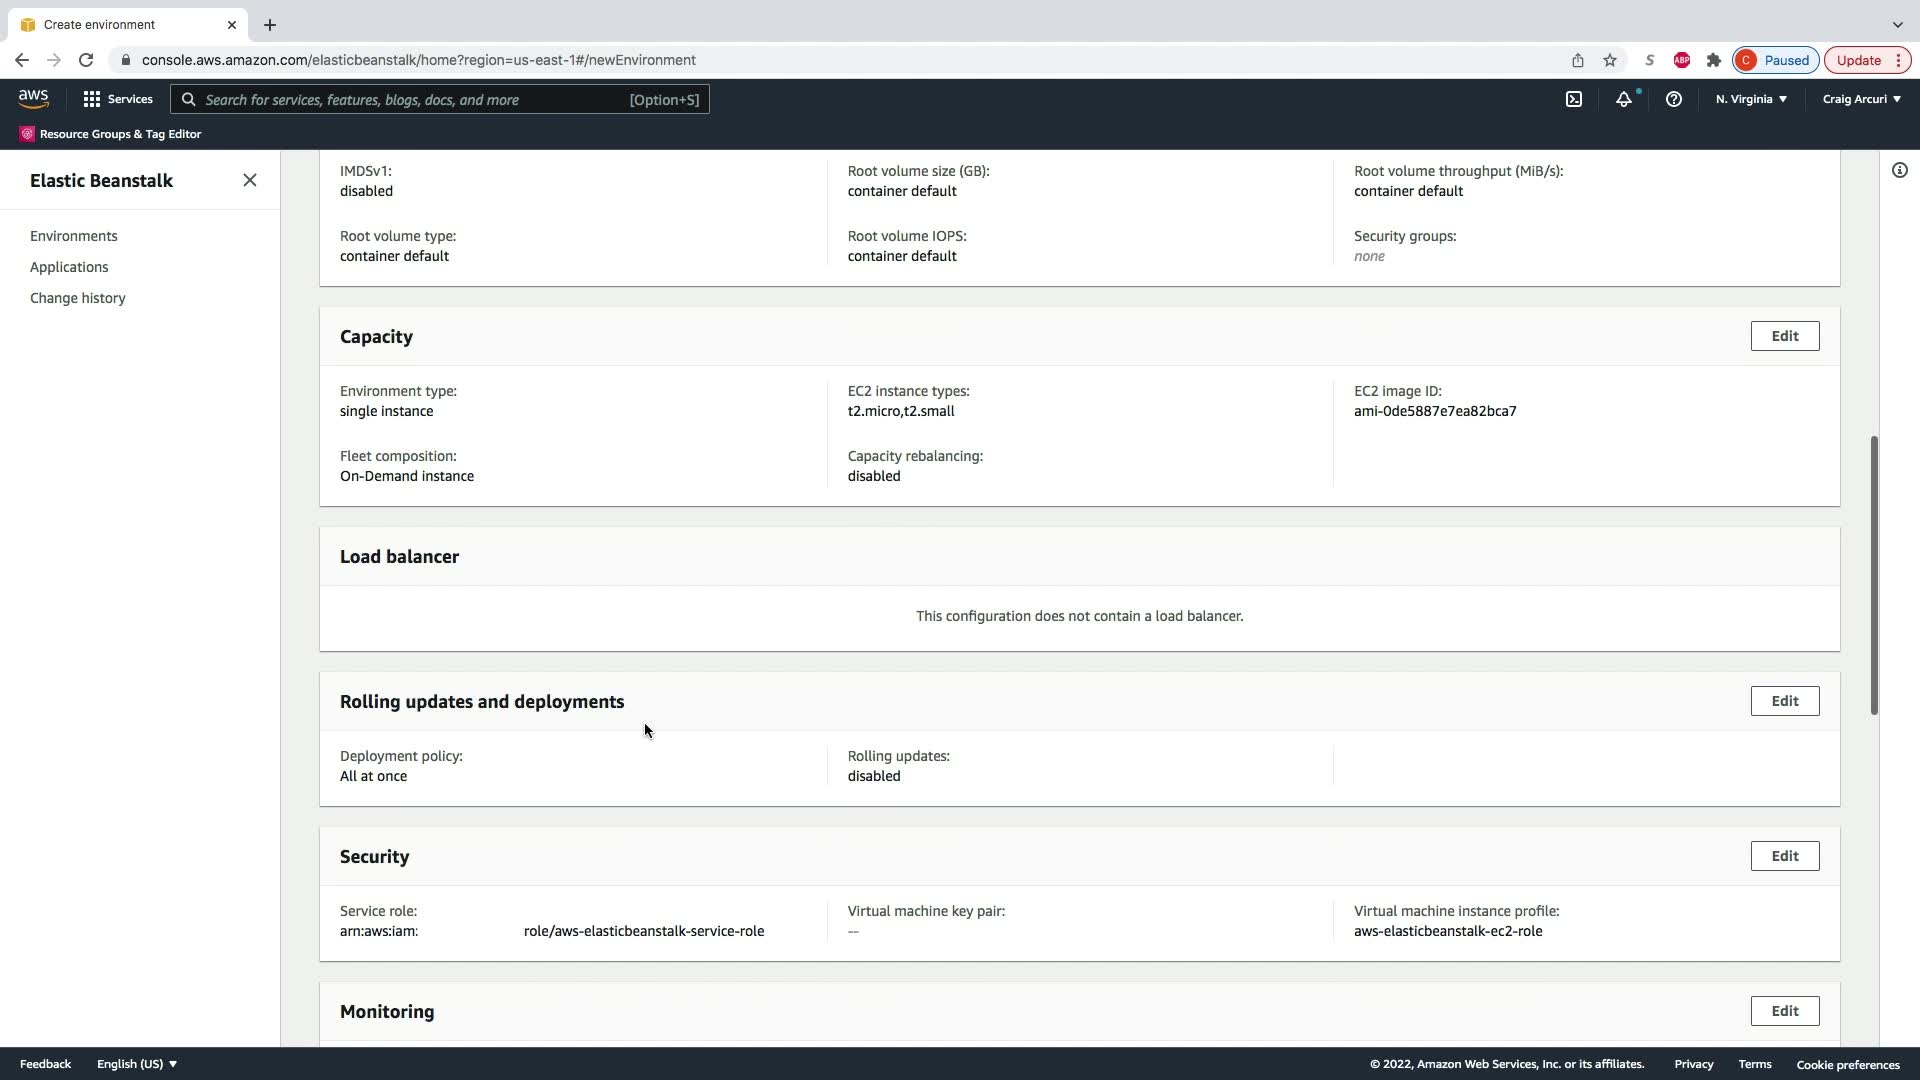 Create environment
console.aws.amazon.com/elasticbeanstalk/home?region=us-east-1#/newEnvironment
S
ABP
C
Paused
Update
aws
Services
Search for services, features, blogs, docs, and more
[Option+S]
N. Virginia ▼
Craig Arcuri ▼
Resource Groups & Tag Editor
Elastic Beanstalk
Environments
Applications
Change history
IMDSv1:
disabled
Root volume size (GB):
container default
Root volume throughput (MiB/s):
container default
Root volume type:
container default
Root volume IOPS:
container default
Security groups:
none
Capacity
Edit
Environment type:
single instance
EC2 instance types:
t2.micro,t2.small
EC2 image ID:
ami-0de5887e7ea82bca7
Fleet composition:
On-Demand instance
Capacity rebalancing:
disabled
Load balancer
This configuration does not contain a load balancer.
Rolling updates and deployments
Edit
Deployment policy:
All at once
Rolling updates:
disabled
Security
Edit
Service role:
arn:aws:iam: role/aws-elasticbeanstalk-service-role
Virtual machine key pair:
--
Virtual machine instance profile:
aws-elasticbeanstalk-ec2-role
Monitoring
Edit
Feedback
English (US) ▼
© 2022, Amazon Web Services, Inc. or its affiliates.
Privacy
Terms
Cookie preferences